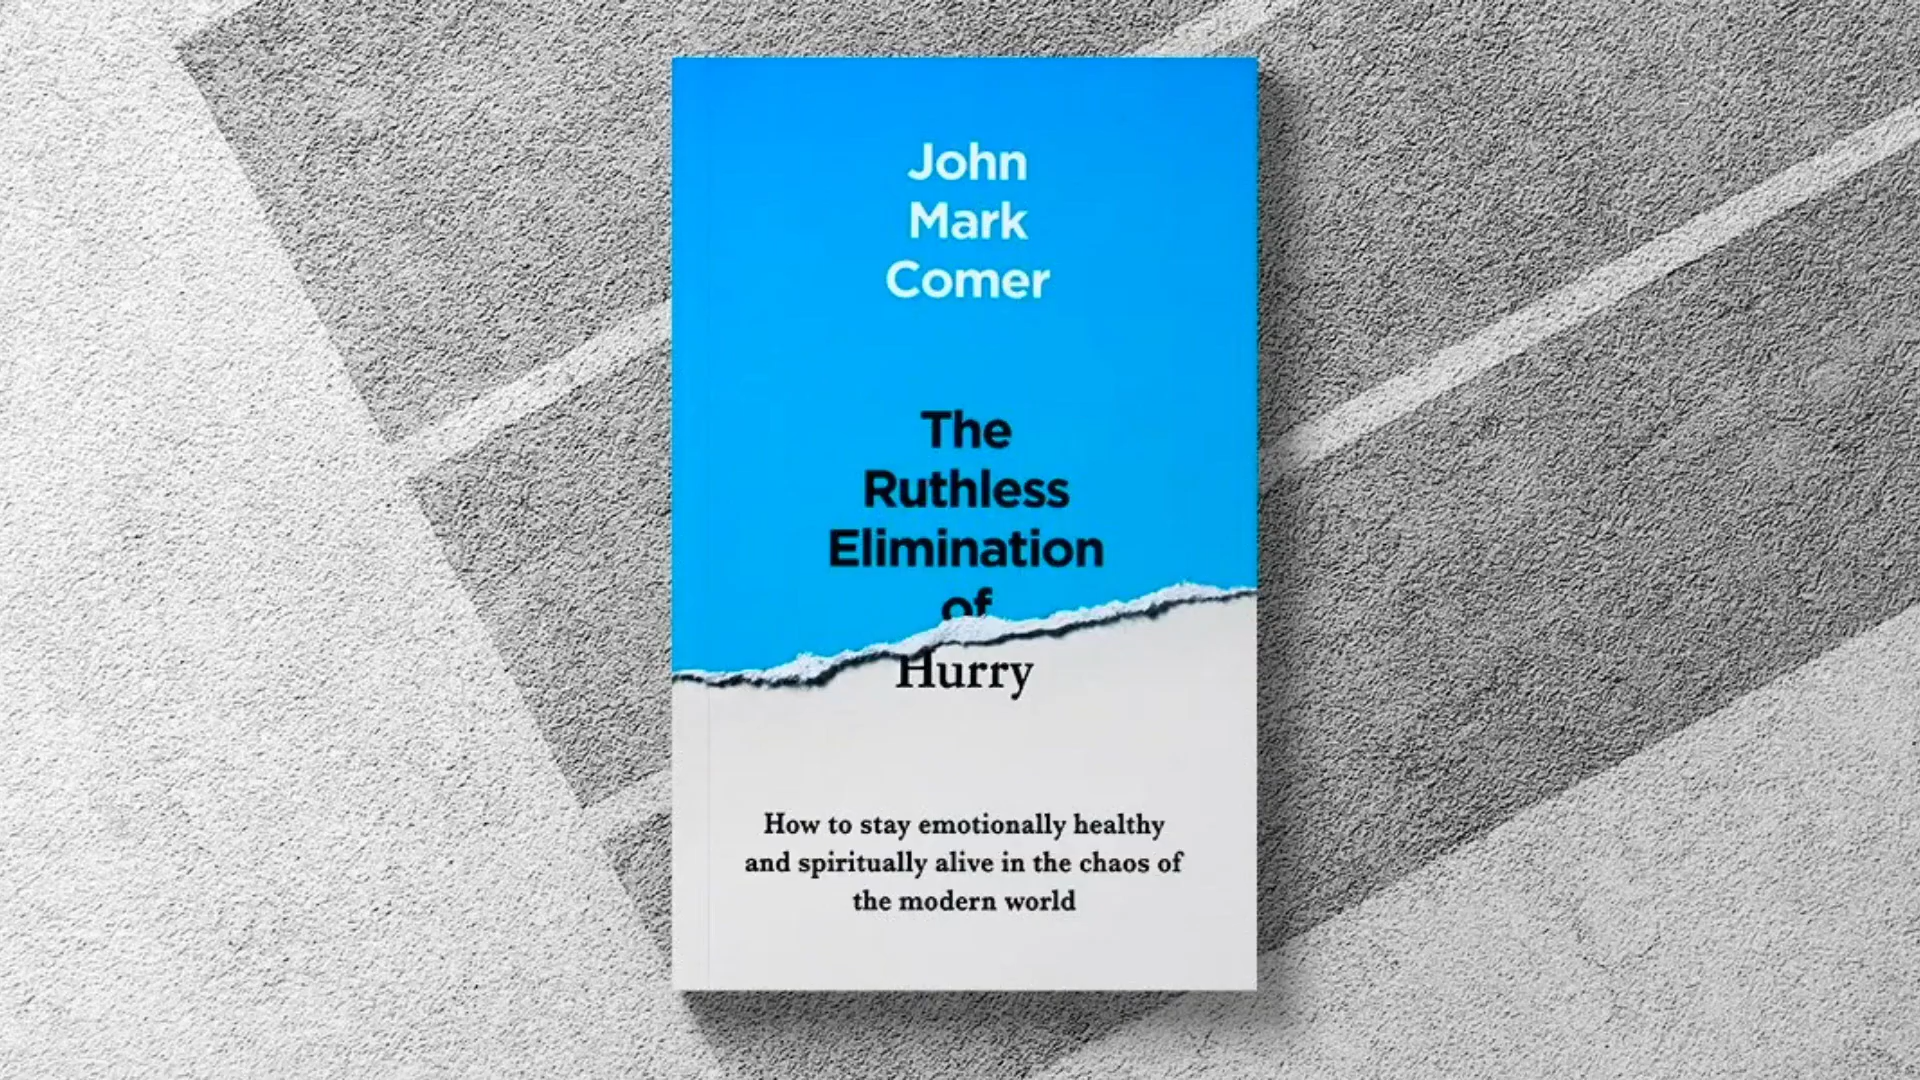 John
Mark
Comer
The
Ruthless
Elimination
of
Hurry
How to stay emotionally healthy
and spiritually alive in the chaos of
the modern world